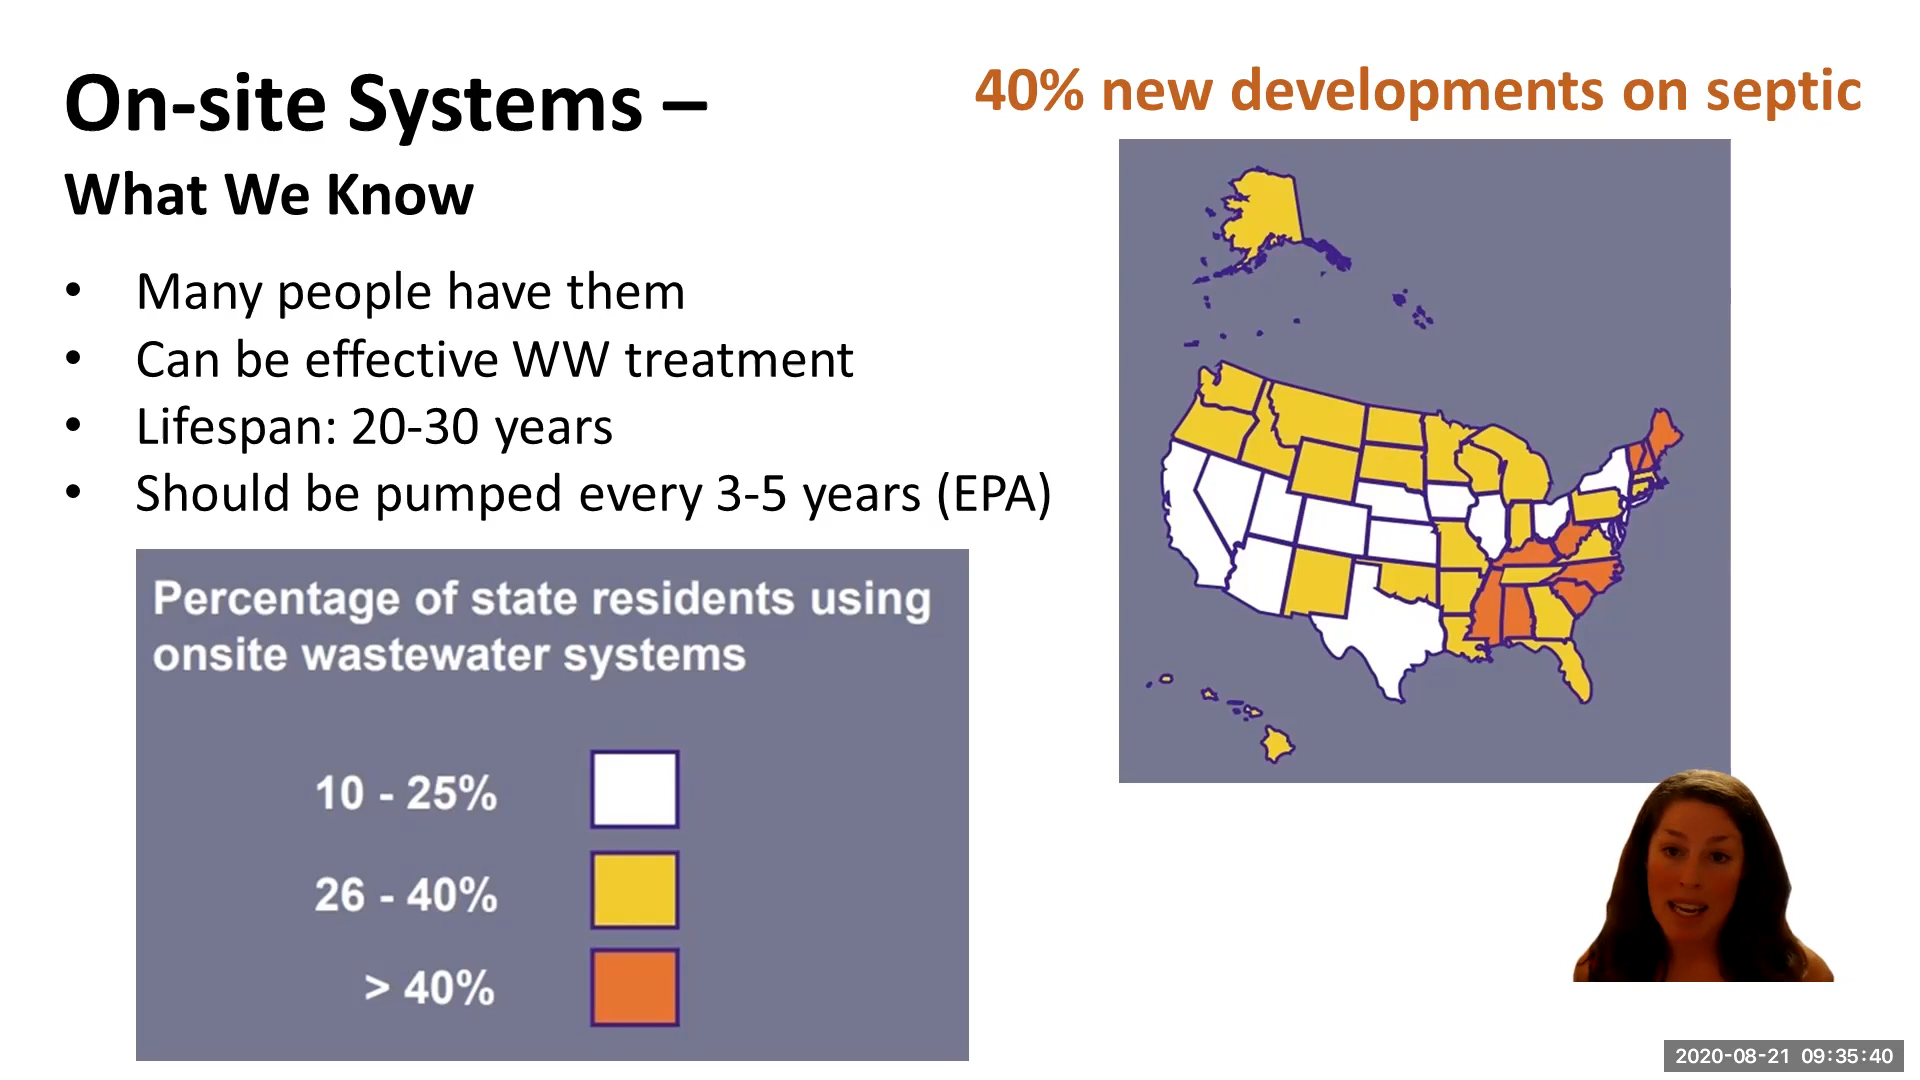 On-site Systems –
What We Know
40% new developments on septic
• Many people have them
• Can be effective WW treatment
• Lifespan: 20-30 years
• Should be pumped every 3-5 years (EPA)
Percentage of state residents using
onsite wastewater systems
10 - 25%
26 - 40%
> 40%
2020-08-21 09:35:40